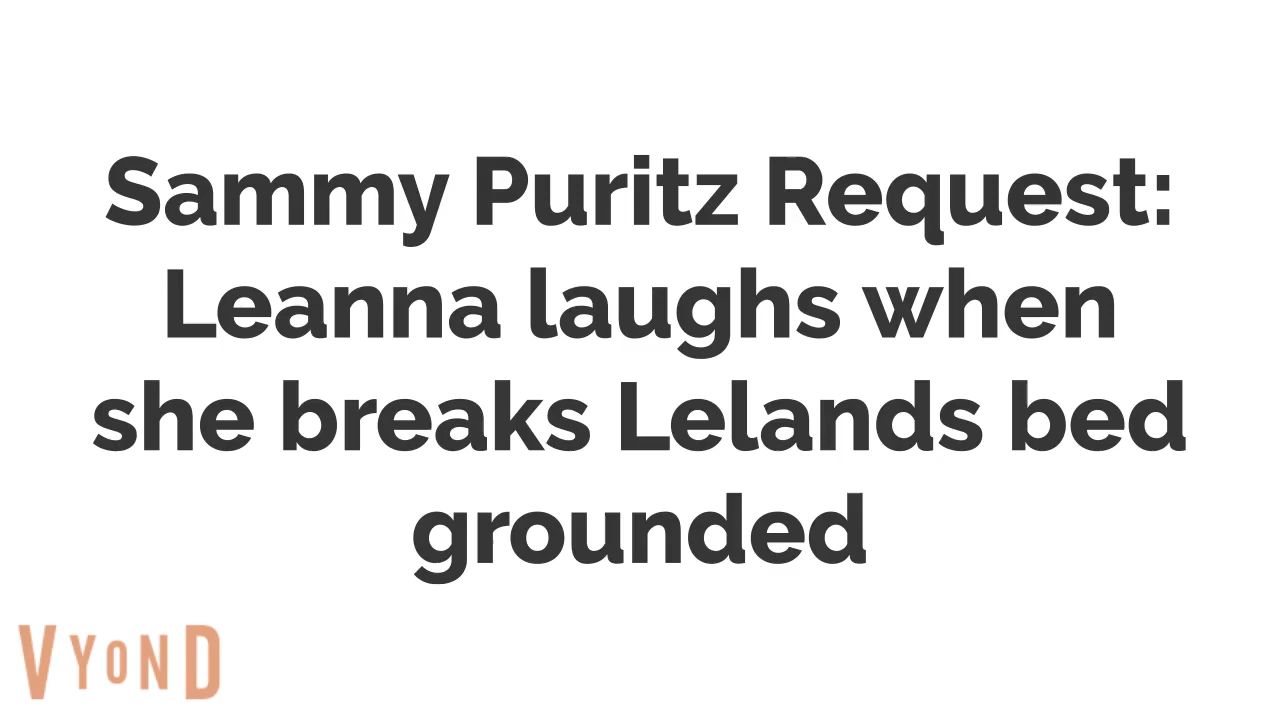 Sammy Puritz Request:
Leanna laughs when
she breaks Lelands bed
grounded
VYOND